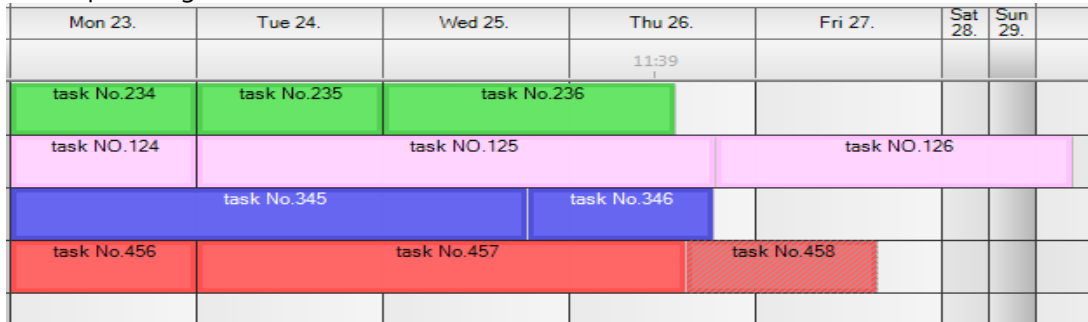 Mon 23. Tue 24. Wed 25. Thu 26. Fri 27. Sat 28. Sun 29.
11:39
task No.234 task No.235 task No.236
task NO.124 task NO.125 task NO.126
task No.345 task No.346
task No.456 task No.457 task No.458